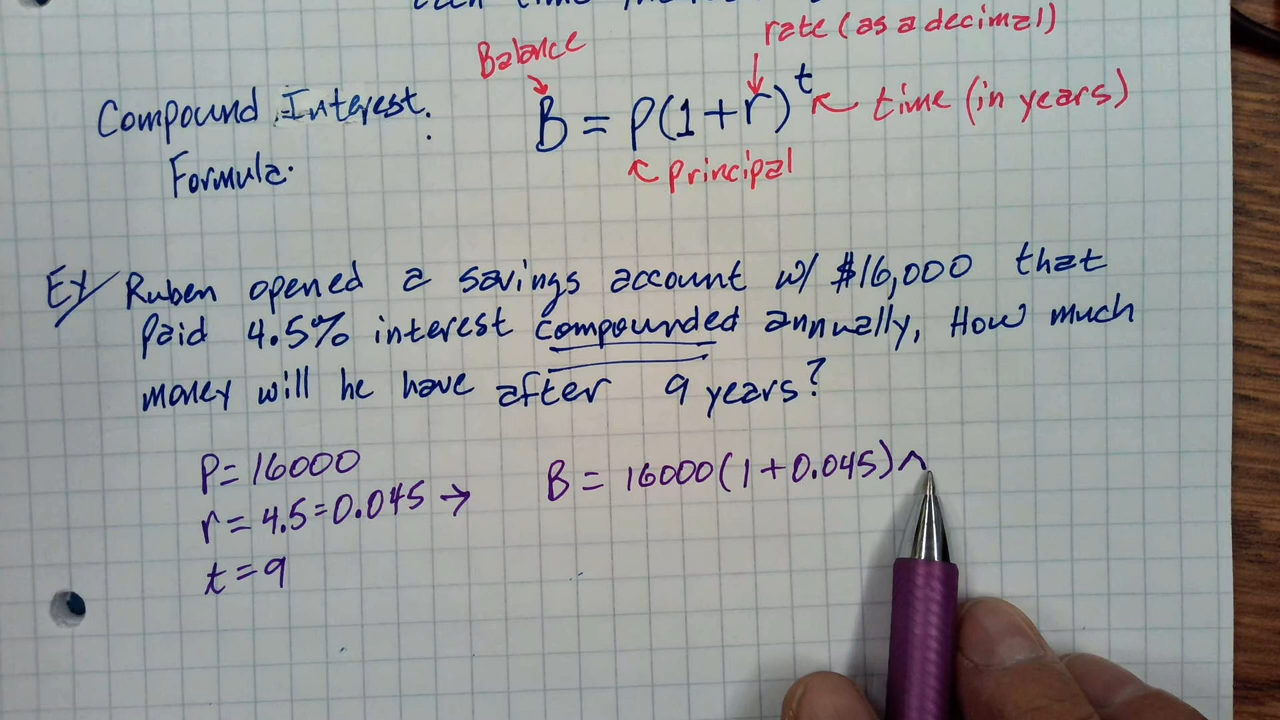 rate (as a decimal)
Balance
Compound Interest. B = P(1+r)^t time (in years)
Formula.
principal
Ex Ruben opened a savings account w/ $16,000 that
paid 4.5% interest compounded annually, How much
money will he have after 9 years?
P=16000
B = 16000(1+0.045)^
r=4.5=0.045 →
t=9